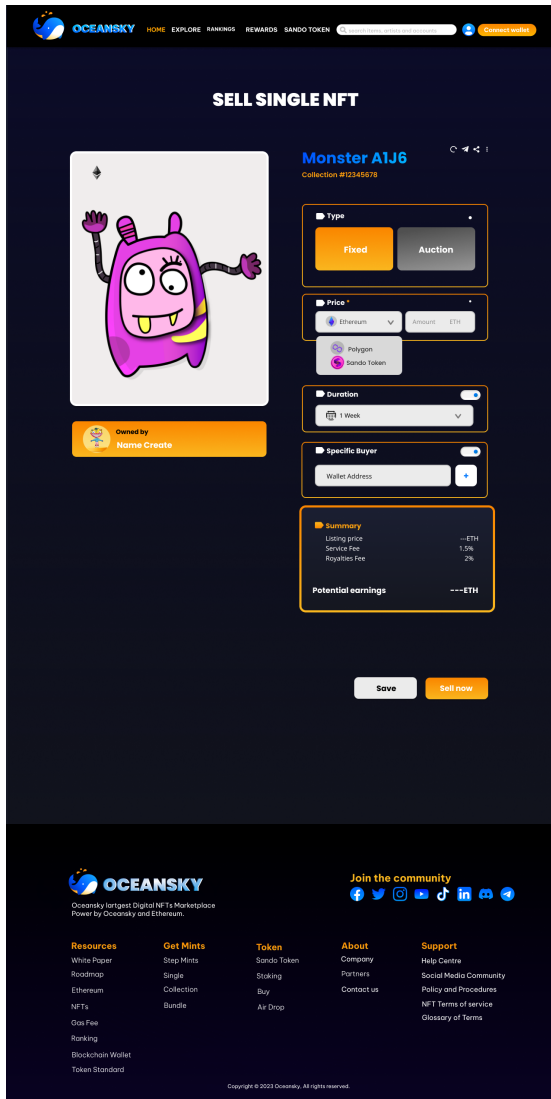 OCEANSKY
HOME EXPLORE RANKINGS REWARDS SANDO TOKEN search items, artists and accounts Connect wallet
SELL SINGLE NFT
Monster A1J6
Collection #12345678
Type
Fixed Auction
Price *
Ethereum Amount ETH
Polygon
Sando Token
Duration
1 Week
Owned by
Name Create
Specific Buyer
Wallet Address +
Summary
Listing price ---ETH
Service Fee 1.5%
Royalties Fee 2%
Potential earnings ---ETH
Save Sell now
OCEANSKY
Oceansky lartgest Digital NFTs Marketplace
Power by Oceansky and Ethereum.
Join the community
Resources
White Paper
Roadmap
Ethereum
NFTs
Gas Fee
Ranking
Blockchain Wallet
Token Standard
Get Mints
Step Mints
Single
Collection
Bundle
Token
Sando Token
Staking
Buy
Air Drop
About
Company
Partners
Contact us
Support
Help Centre
Social Media Community
Policy and Procedures
NFT Terms of service
Glossary of Terms
Copyright © 2023 Oceansky, All rights reserved.